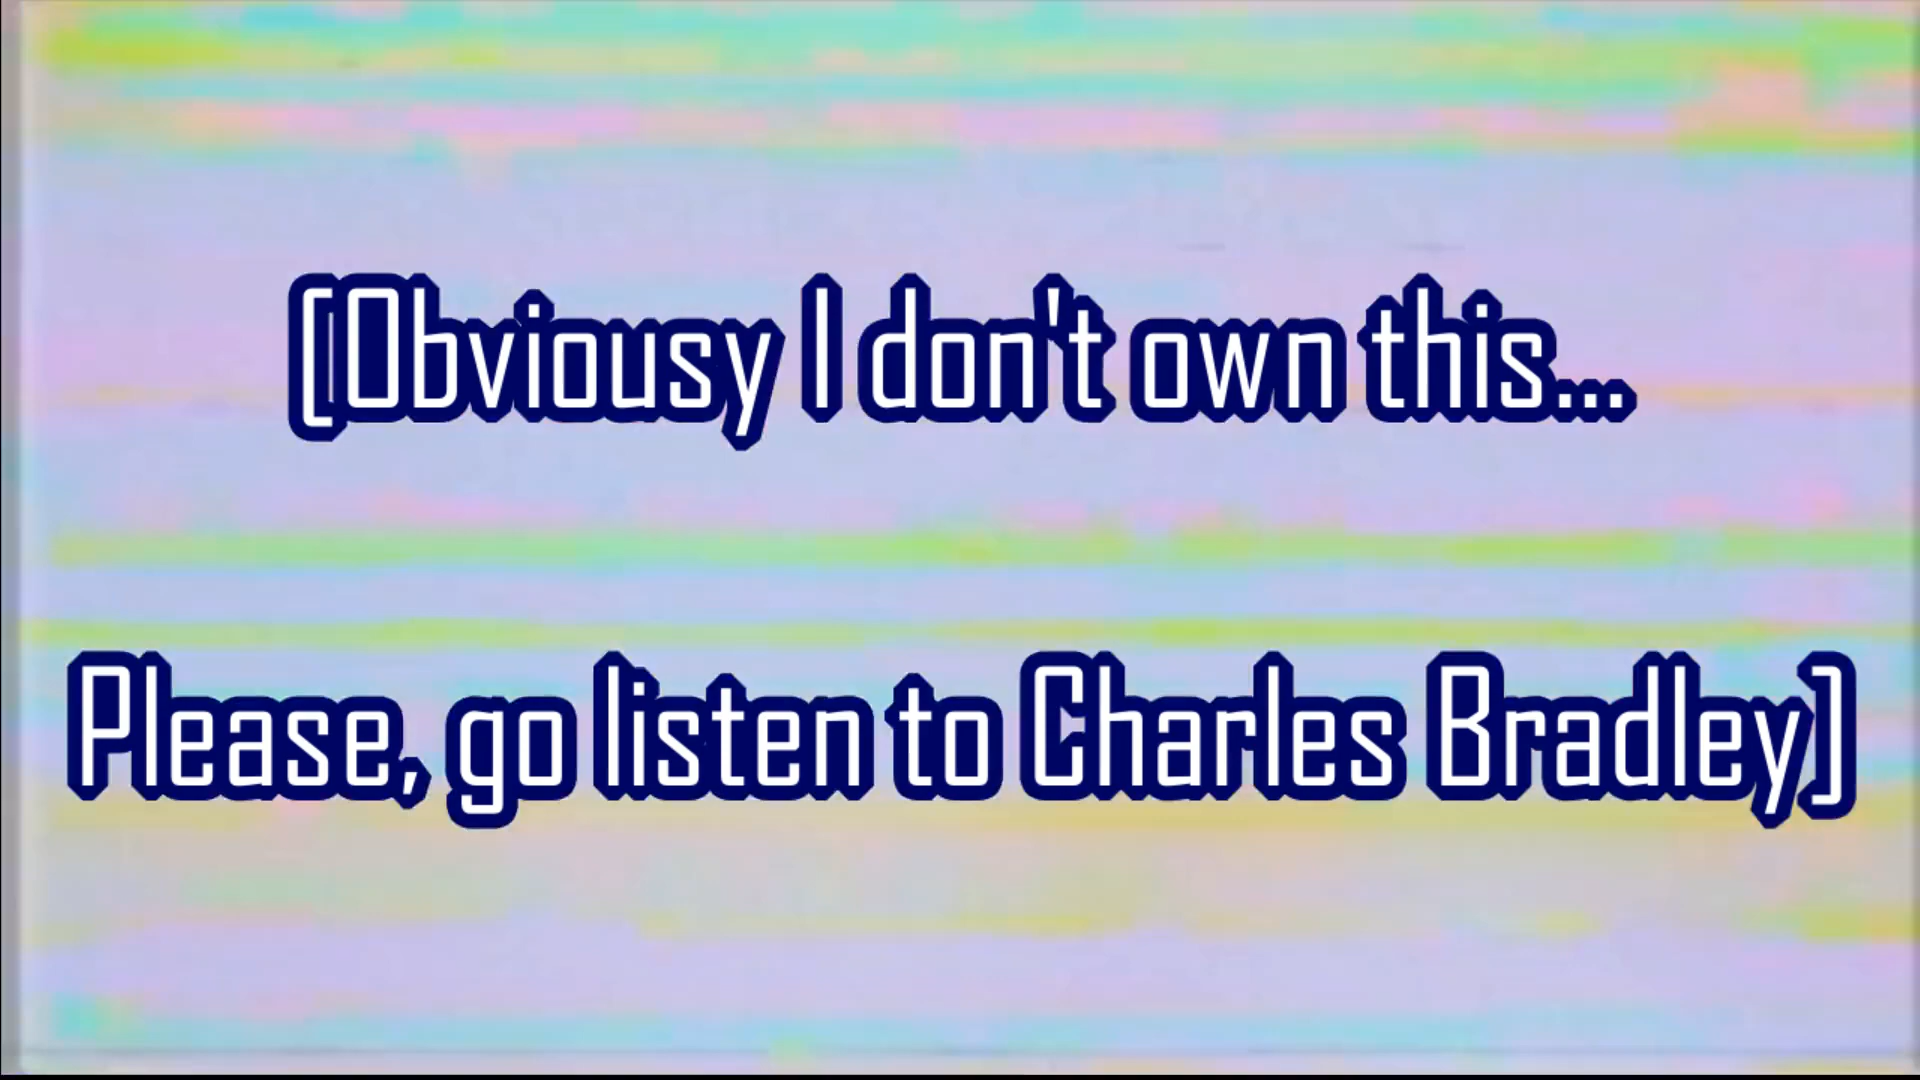 (Obviousy I don't own this...
Please, go listen to Charles Bradley)